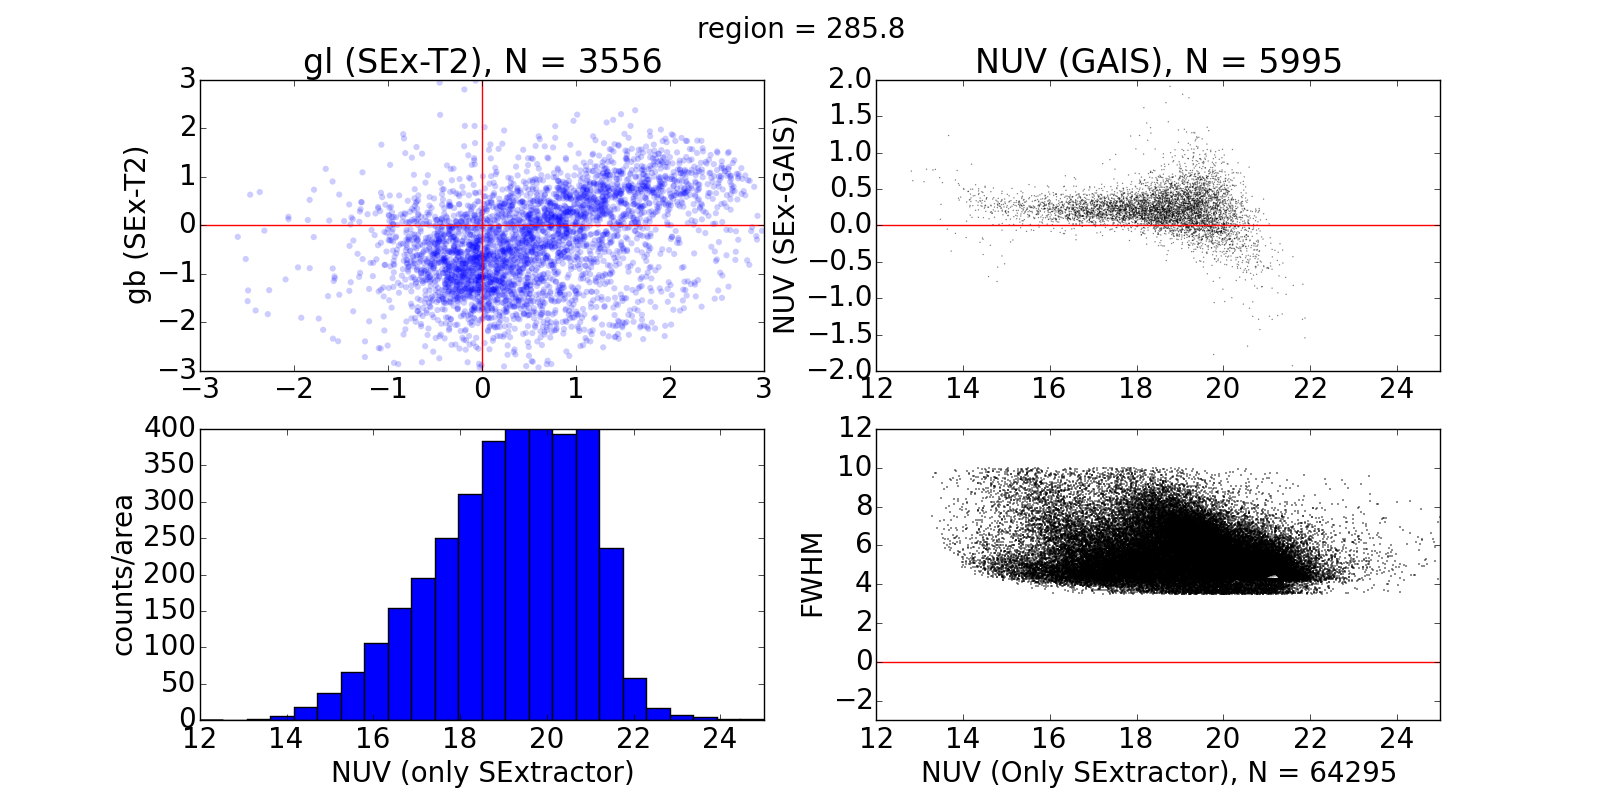 region = 285.8
gl (SEx-T2), N = 3556
3
2
1
0
−1
−2
−3
gb (SEx-T2)
−3 −2 −1 0 1 2 3
NUV (GAIS), N = 5995
2.0
1.5
1.0
0.5
0.0
−0.5
−1.0
−1.5
−2.0
NUV (SEx-GAIS)
12 14 16 18 20 22 24
400
350
300
250
200
150
100
50
0
counts/area
12 14 16 18 20 22 24
NUV (only SExtractor)
12
10
8
6
4
2
0
−2
FWHM
12 14 16 18 20 22 24
NUV (Only SExtractor), N = 64295